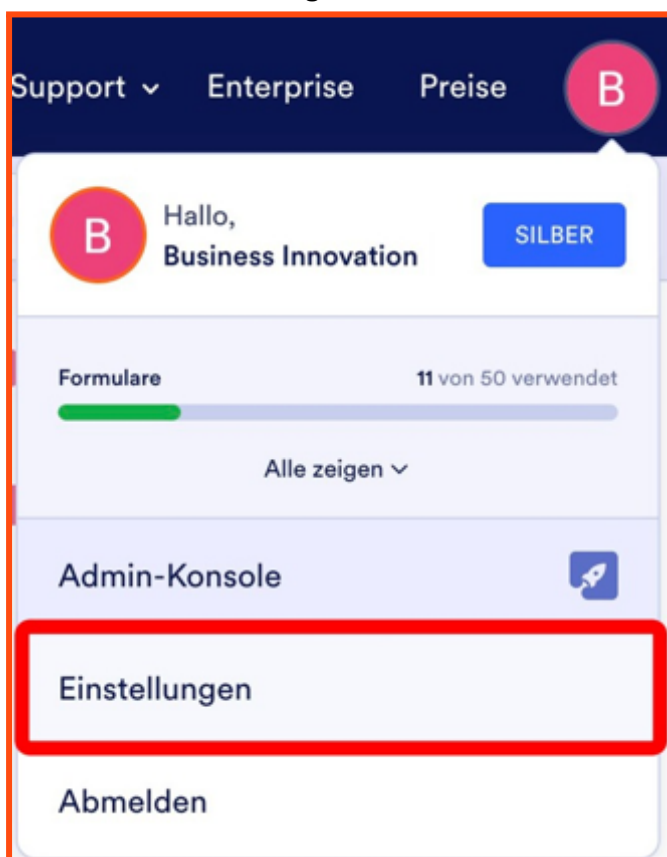 Support Enterprise Preise B
B Hallo,
Business Innovation SILBER
Formulare 11 von 50 verwendet
Alle zeigen
Admin-Konsole
Einstellungen
Abmelden